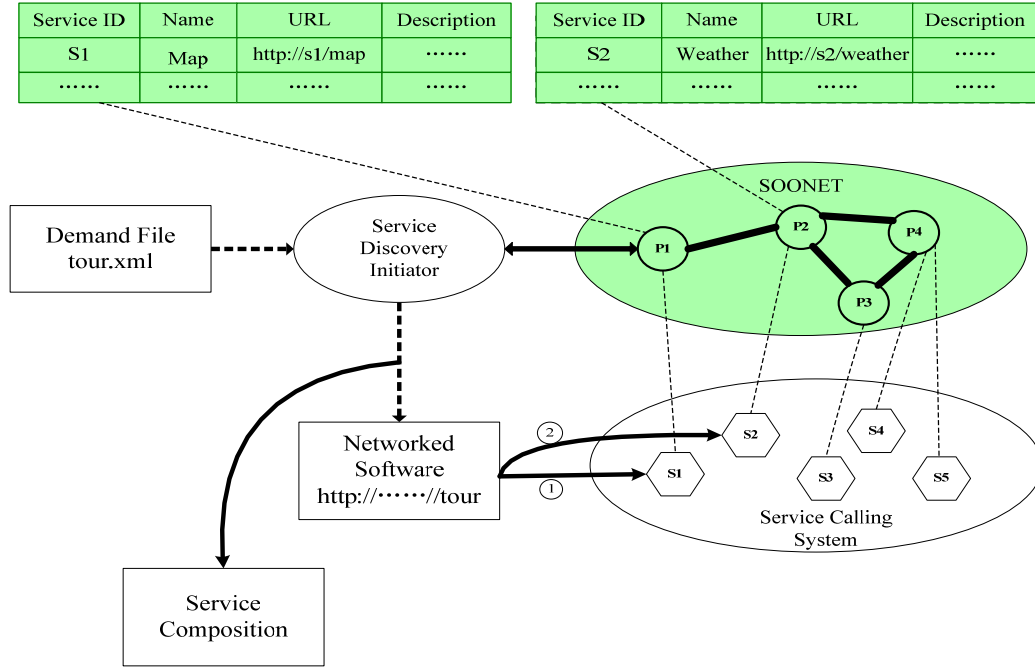 Service ID Name URL Description
S1 Map http://s1/map ······
······ ······ ······ ······
Service ID Name URL Description
S2 Weather http://s2/weather ······
······ ······ ······ ······
SOONET
P1
P2
P4
P3
Demand File
tour.xml
Service
Discovery
Initiator
Networked
Software
http://······//tour
2
1
S1
S2
S3
S4
S5
Service Calling
System
Service
Composition